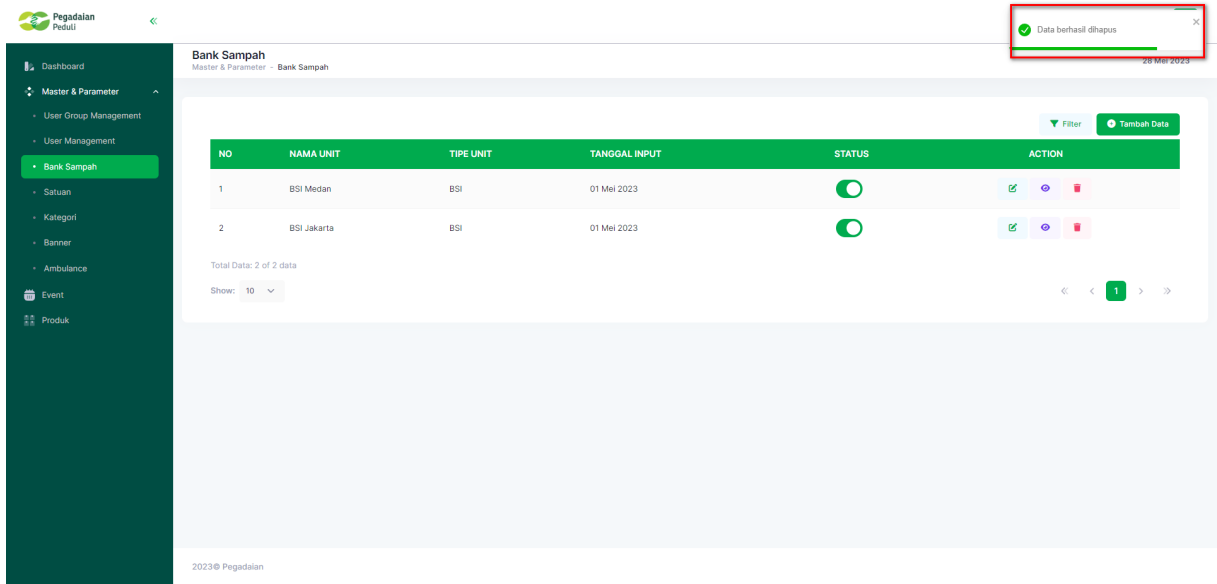 Pegadaian
Peduli
Data berhasil dihapus
Bank Sampah
Master & Parameter - Bank Sampah
28 Mei 2023
Dashboard
Master & Parameter
User Group Management
User Management
Bank Sampah
Satuan
Kategori
Banner
Ambulance
Event
Produk
Filter
Tambah Data
NO NAMA UNIT TIPE UNIT TANGGAL INPUT STATUS ACTION
1 BSI Medan BSI 01 Mei 2023
2 BSI Jakarta BSI 01 Mei 2023
Total Data: 2 of 2 data
Show: 10
1
2023© Pegadaian